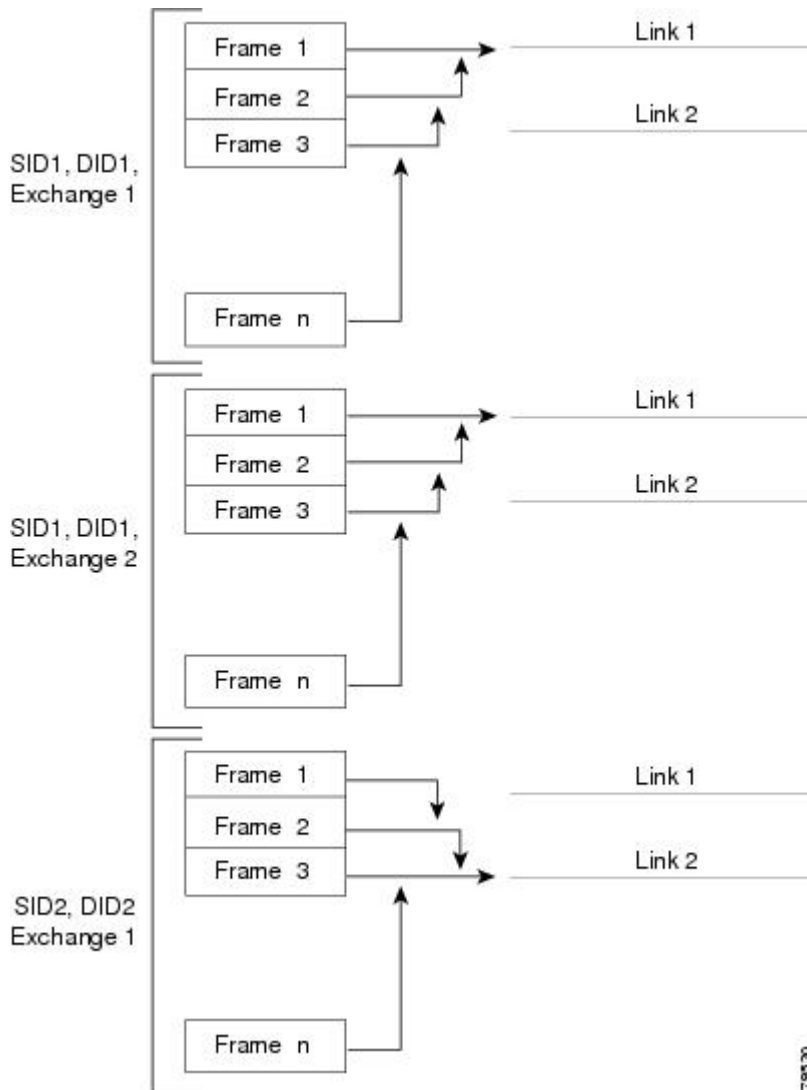 Frame 1
Link 1
Frame 2
Link 2
Frame 3
SID1, DID1,
Exchange 1
Frame n
Frame 1
Link 1
Frame 2
Link 2
Frame 3
SID1, DID1,
Exchange 2
Frame n
Frame 1
Link 1
Frame 2
Frame 3
Link 2
SID2, DID2
Exchange 1
Frame n